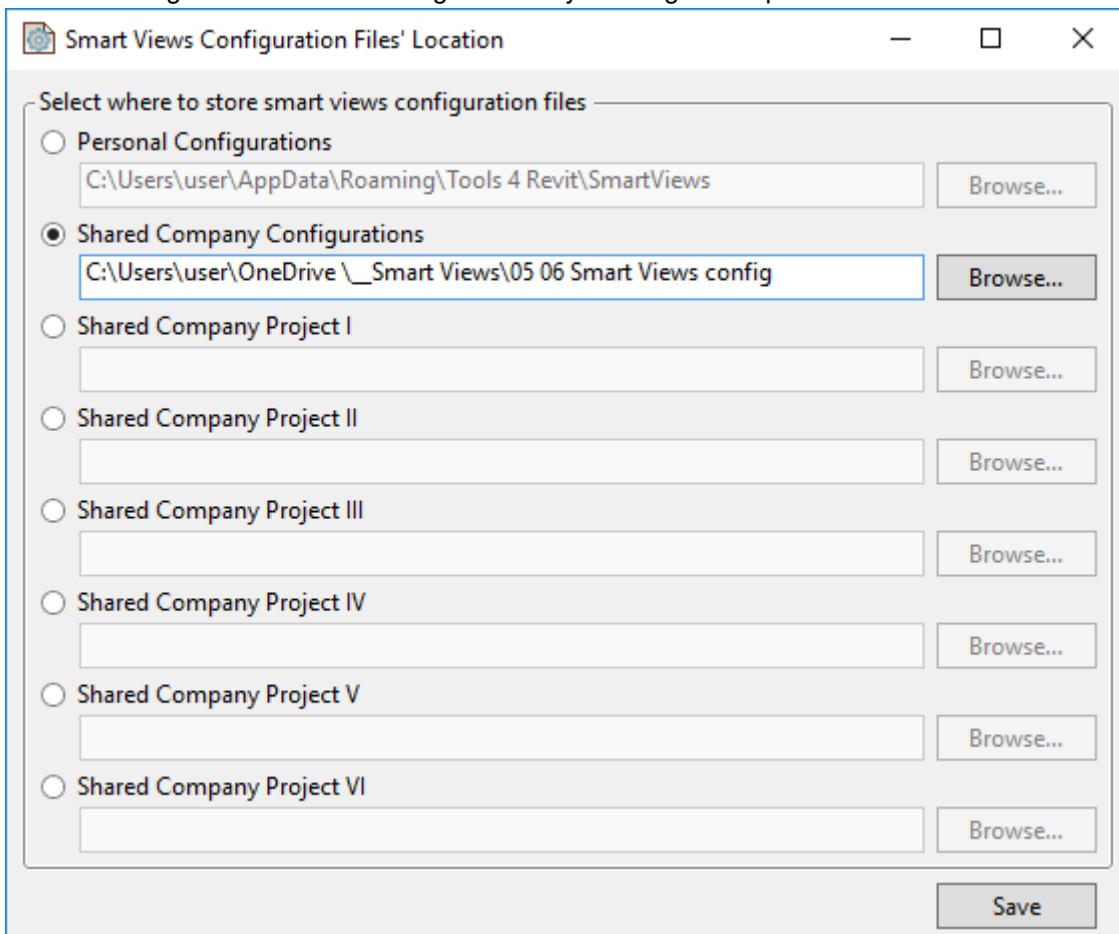 Smart Views Configuration Files' Location
Select where to store smart views configuration files
Personal Configurations
C:\Users\user\AppData\Roaming\Tools 4 Revit\SmartViews Browse...
Shared Company Configurations
C:\Users\user\OneDrive \__Smart Views\05 06 Smart Views config Browse...
Shared Company Project I
Browse...
Shared Company Project II
Browse...
Shared Company Project III
Browse...
Shared Company Project IV
Browse...
Shared Company Project V
Browse...
Shared Company Project VI
Browse...
Save